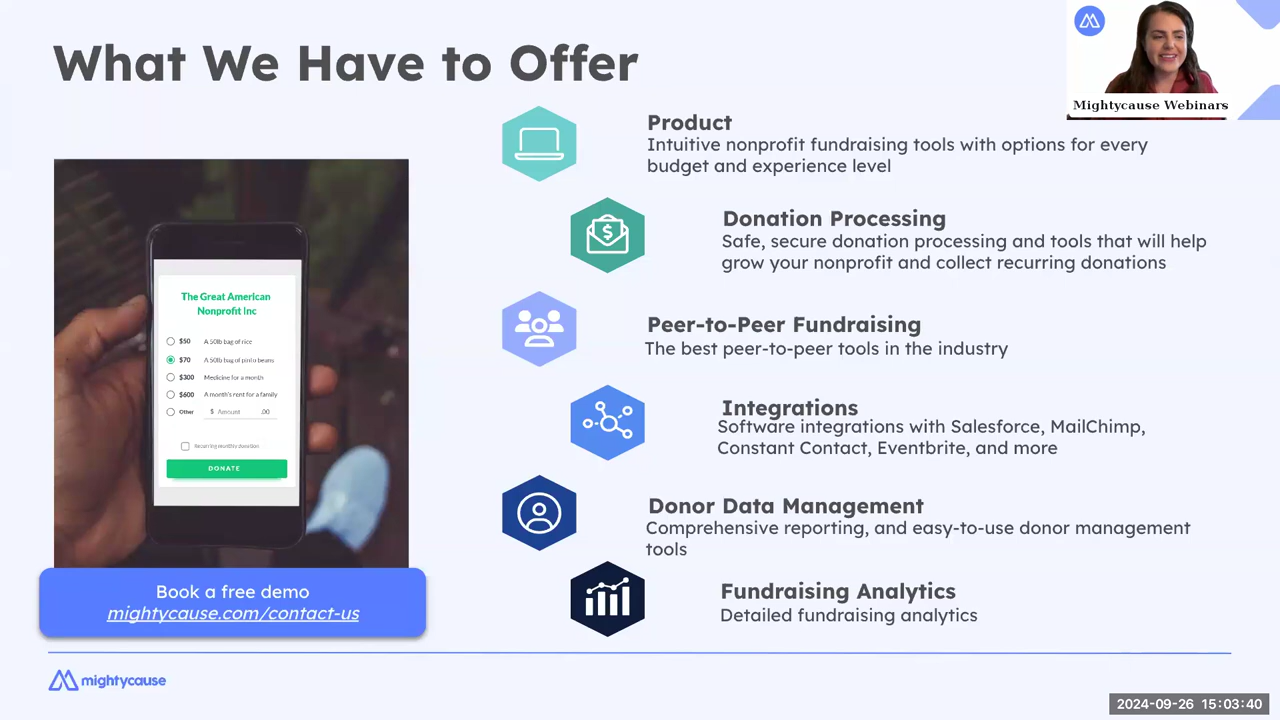 What We Have to Offer
Mightycause Webinars
Product
Intuitive nonprofit fundraising tools with options for every
budget and experience level
Donation Processing
Safe, secure donation processing and tools that will help
grow your nonprofit and collect recurring donations
Peer-to-Peer Fundraising
The best peer-to-peer tools in the industry
Integrations
Software integrations with Salesforce, MailChimp,
Constant Contact, Eventbrite, and more
Donor Data Management
Comprehensive reporting, and easy-to-use donor management
tools
Fundraising Analytics
Detailed fundraising analytics
The Great American
Nonprofit Inc
$50 A 50lb bag of rice
$70 A 50lb bag of pinto beans
$300 Medicine for a month
$600 A month's rent for a family
Other $ Amount .00
Recurring monthly donation
DONATE
Book a free demo
mightycause.com/contact-us
mightycause
2024-09-26 15:03:40